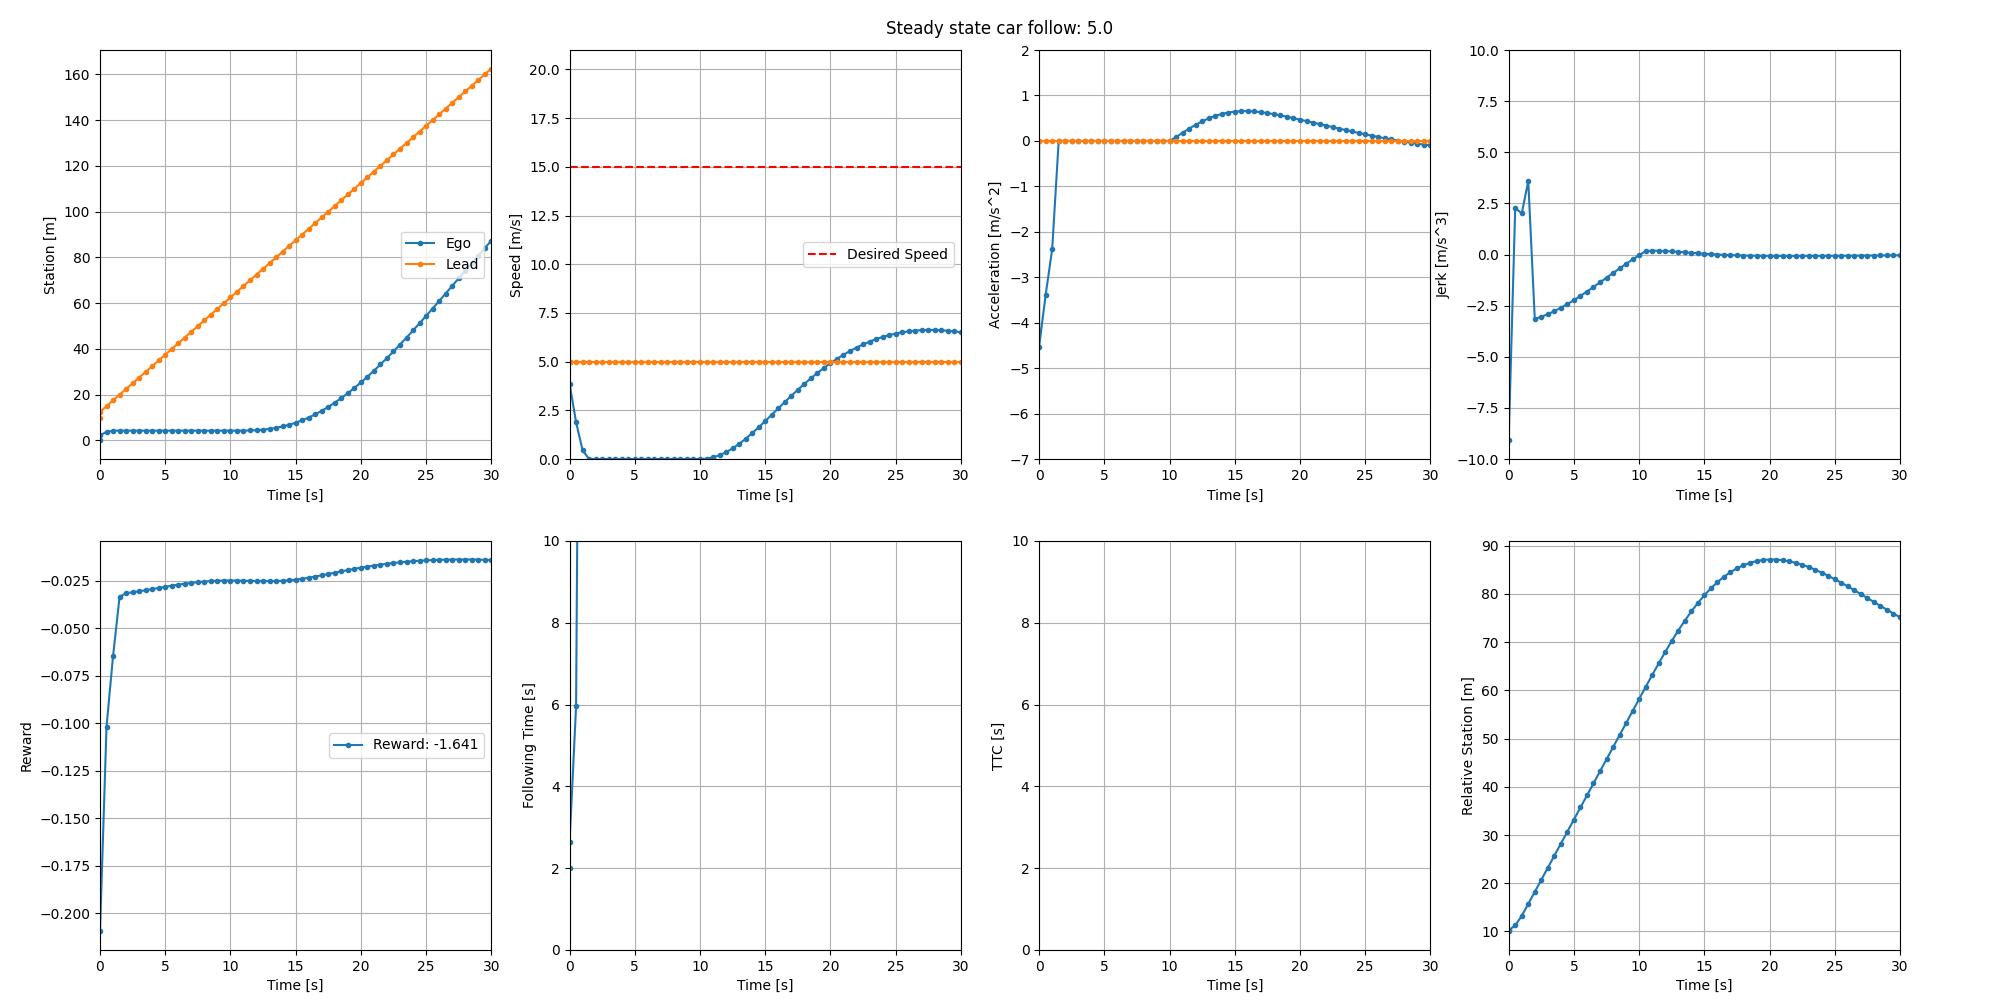 Steady state car follow: 5.0
160
140
120
100
80
60
40
20
0
Station [m]
Ego
Lead
0 5 10 15 20 25 30
Time [s]
20.0
17.5
15.0
12.5
10.0
7.5
5.0
2.5
0.0
Speed [m/s]
Desired Speed
0 5 10 15 20 25 30
Time [s]
2
1
0
−1
−2
−3
−4
−5
−6
−7
Acceleration [m/s^2]
0 5 10 15 20 25 30
Time [s]
10.0
7.5
5.0
2.5
0.0
−2.5
−5.0
−7.5
−10.0
Jerk [m/s^3]
0 5 10 15 20 25 30
Time [s]
−0.025
−0.050
−0.075
−0.100
−0.125
−0.150
−0.175
−0.200
Reward
Reward: -1.641
0 5 10 15 20 25 30
Time [s]
10
8
6
4
2
0
Following Time [s]
0 5 10 15 20 25 30
Time [s]
10
8
6
4
2
0
TTC [s]
0 5 10 15 20 25 30
Time [s]
90
80
70
60
50
40
30
20
10
Relative Station [m]
0 5 10 15 20 25 30
Time [s]